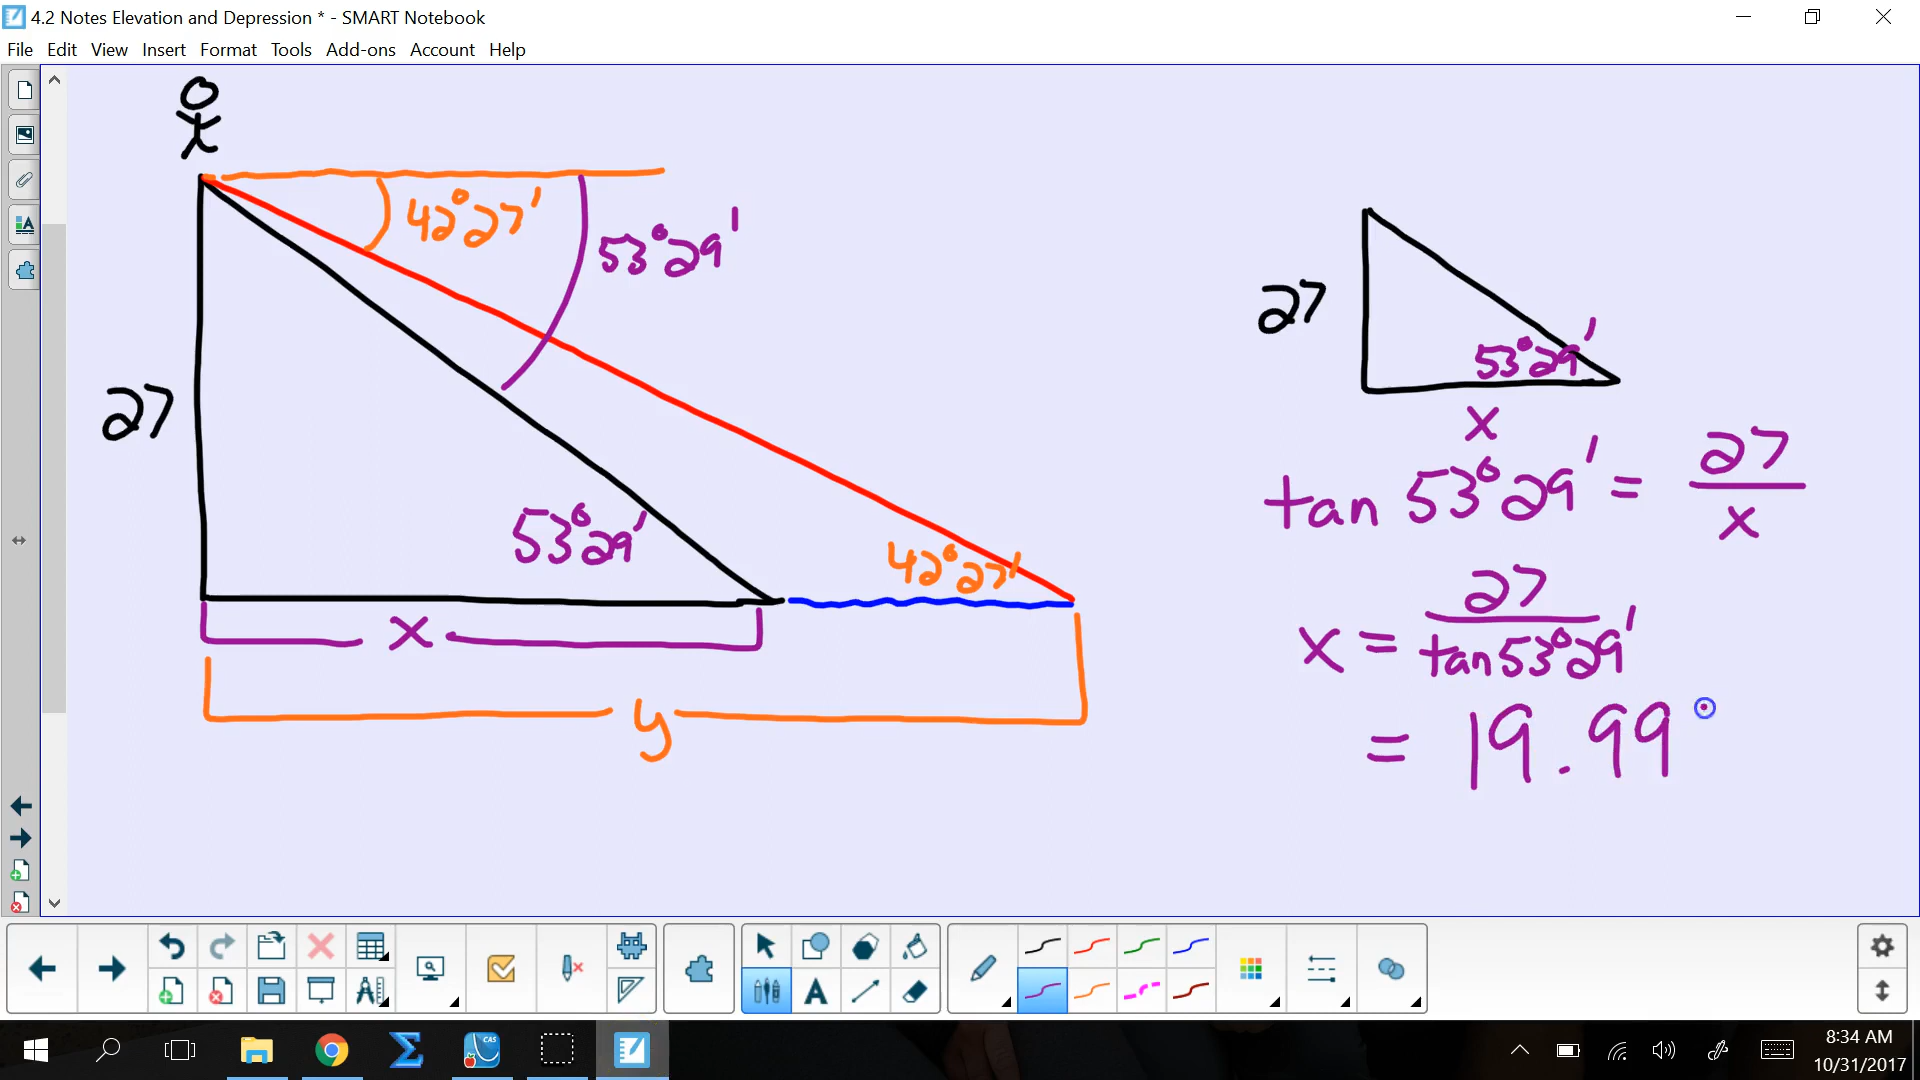 4.2 Notes Elevation and Depression * - SMART Notebook
File Edit View Insert Format Tools Add-ons Account Help
42°27'
53°29'
27
53°29'
42°27'
x
y
27
53°29'
x
tan 53°29' = 27/x
x = 27/tan53°29'
= 19.99
A
A
CAS
8:34 AM
10/31/2017